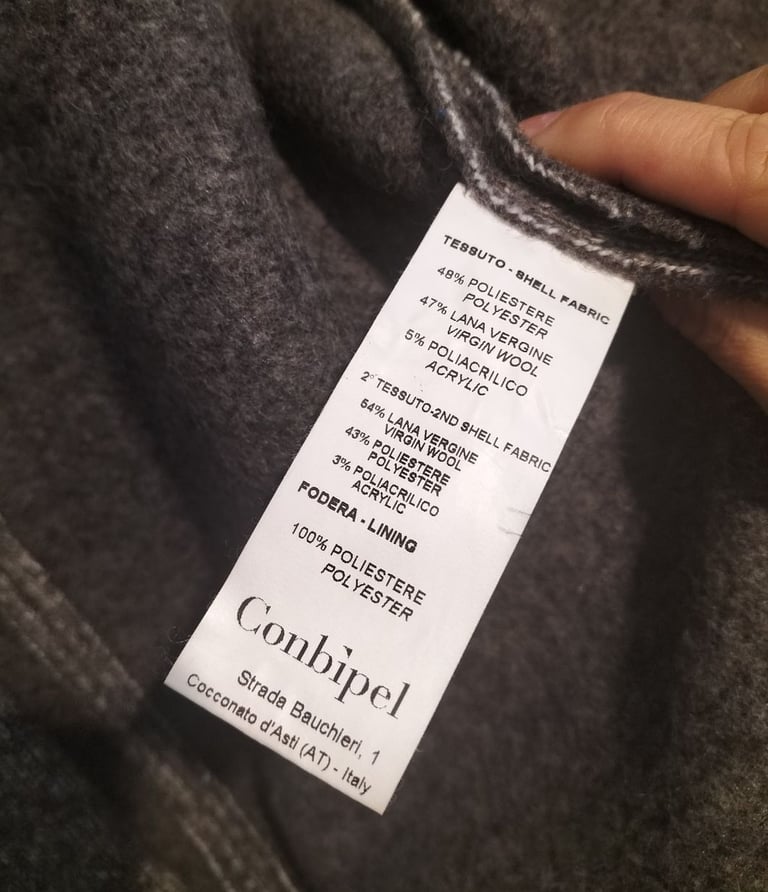 TESSUTO - SHELL FABRIC
48% POLIESTERE
POLYESTER
47% LANA VERGINE
VIRGIN WOOL
5% POLIACRILICO
ACRYLIC
2° TESSUTO-2ND SHELL FABRIC
54% LANA VERGINE
VIRGIN WOOL
43% POLIESTERE
POLYESTER
3% POLIACRILICO
ACRYLIC
FODERA - LINING
100% POLIESTERE
POLYESTER
Conbipel
Strada Bauchieri, 1
Cocconato d'Asti (AT) - Italy